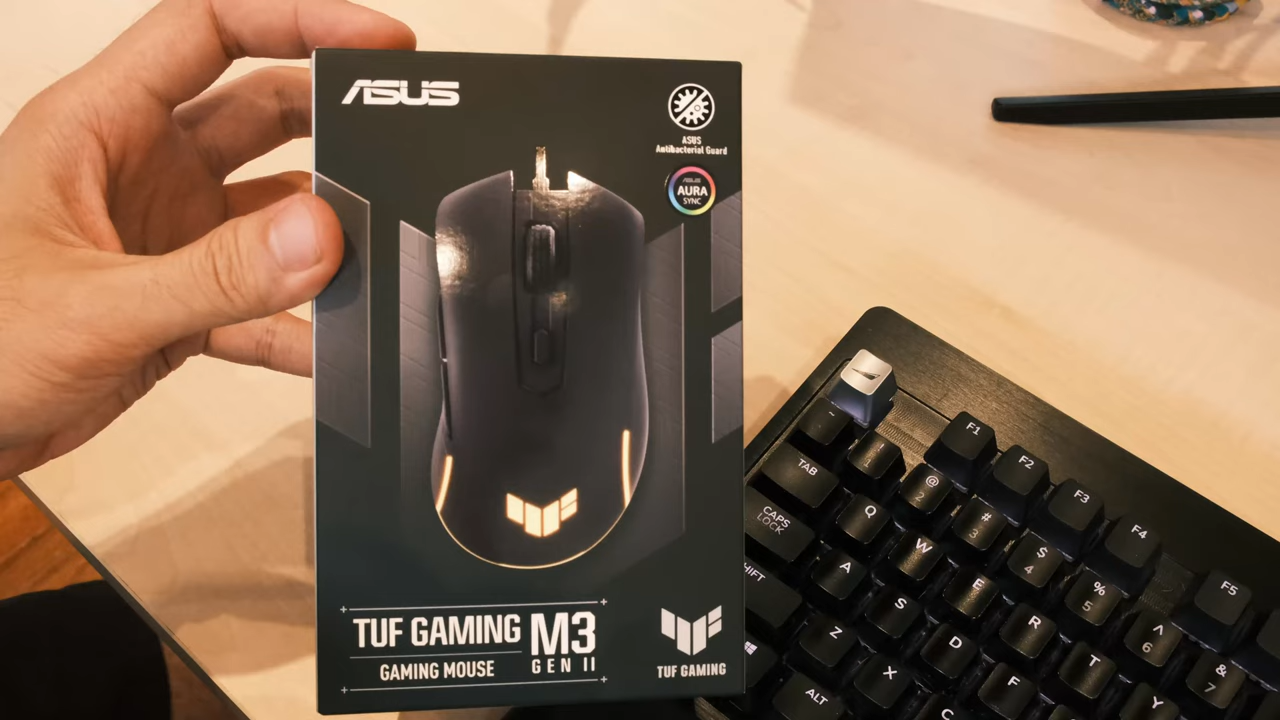 ASUS
ASUS
Antibacterial Guard
ASUS
AURA
SYNC
TUF GAMING
GAMING MOUSE
M3
GEN II
TUF GAMING
F1
F2
F3
F4
F5
~
!
@
2
#
3
$
4
%
5
^
6
&
7
TAB
Q
W
E
R
T
Y
CAPS
LOCK
A
S
D
F
Z
X
C
ALT